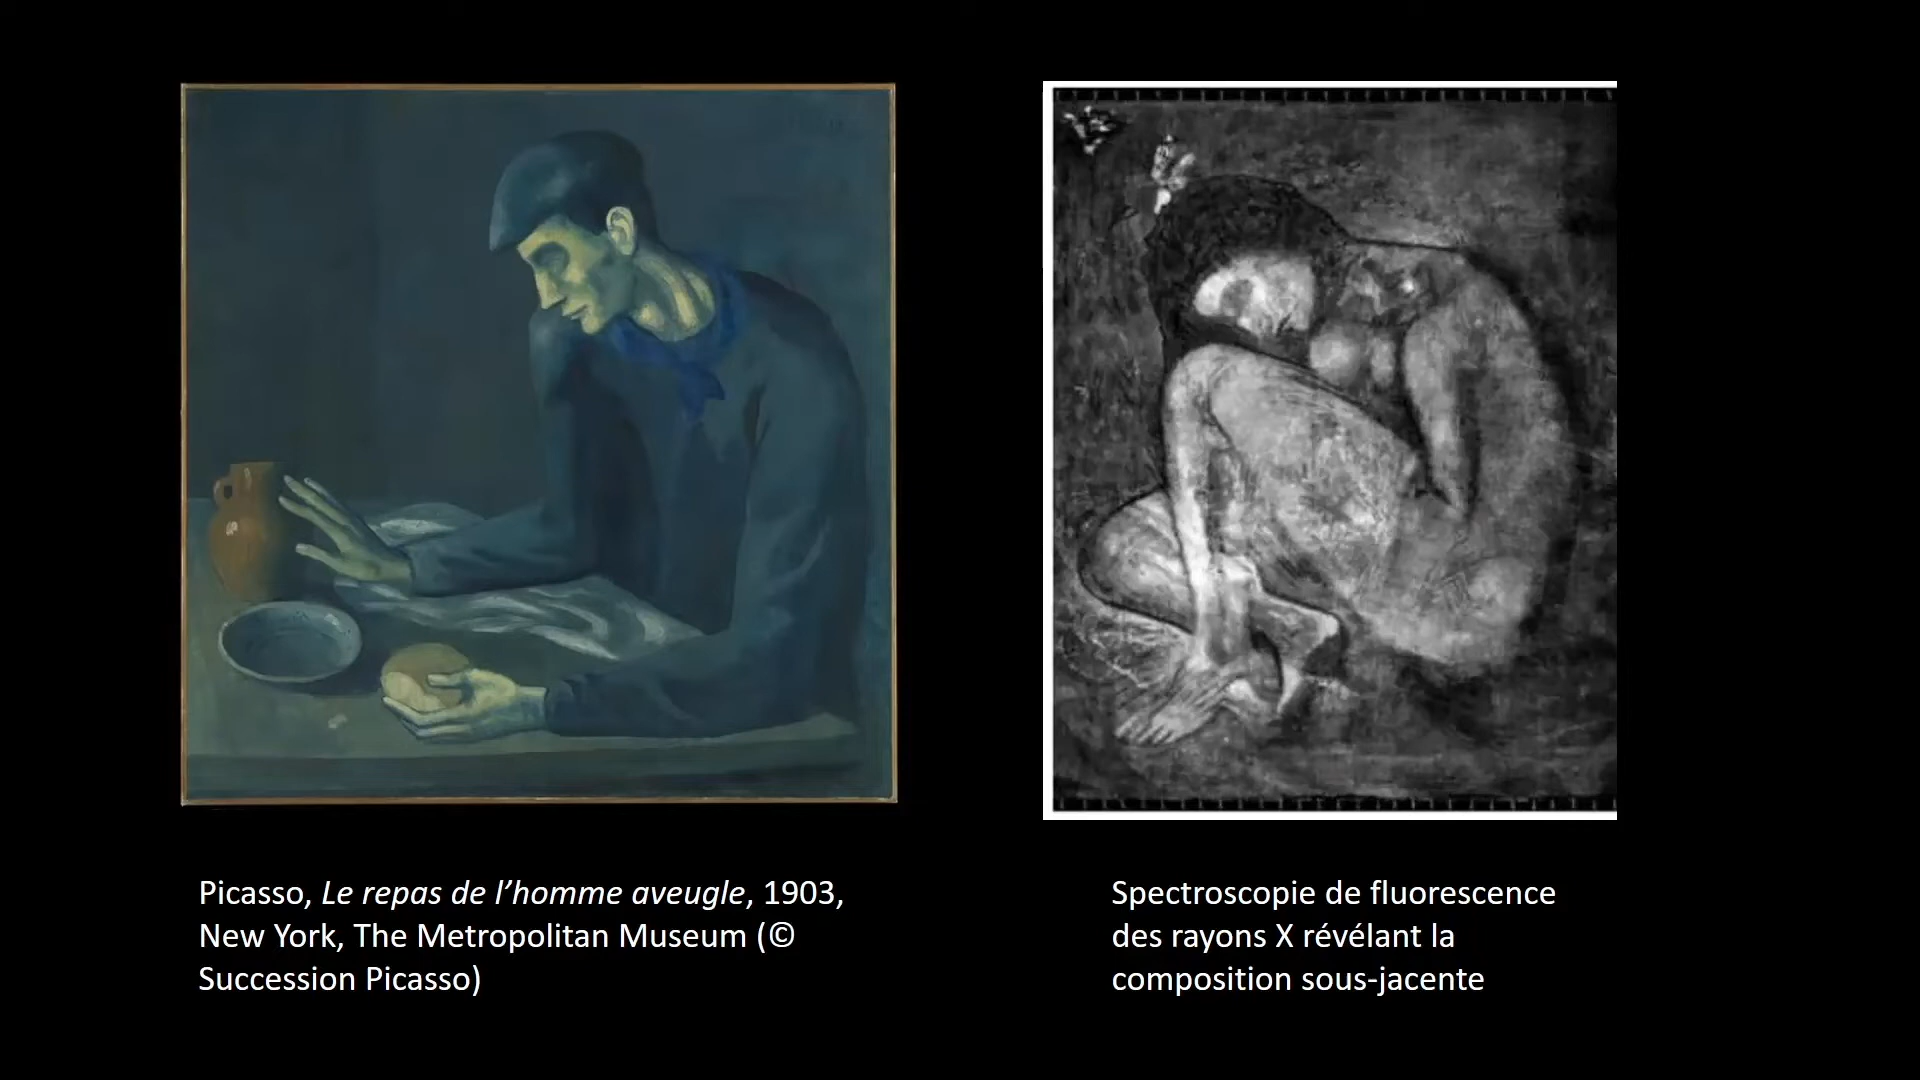 Picasso, Le repas de l’homme aveugle, 1903,
New York, The Metropolitan Museum (©
Succession Picasso)
Spectroscopie de fluorescence
des rayons X révélant la
composition sous-jacente